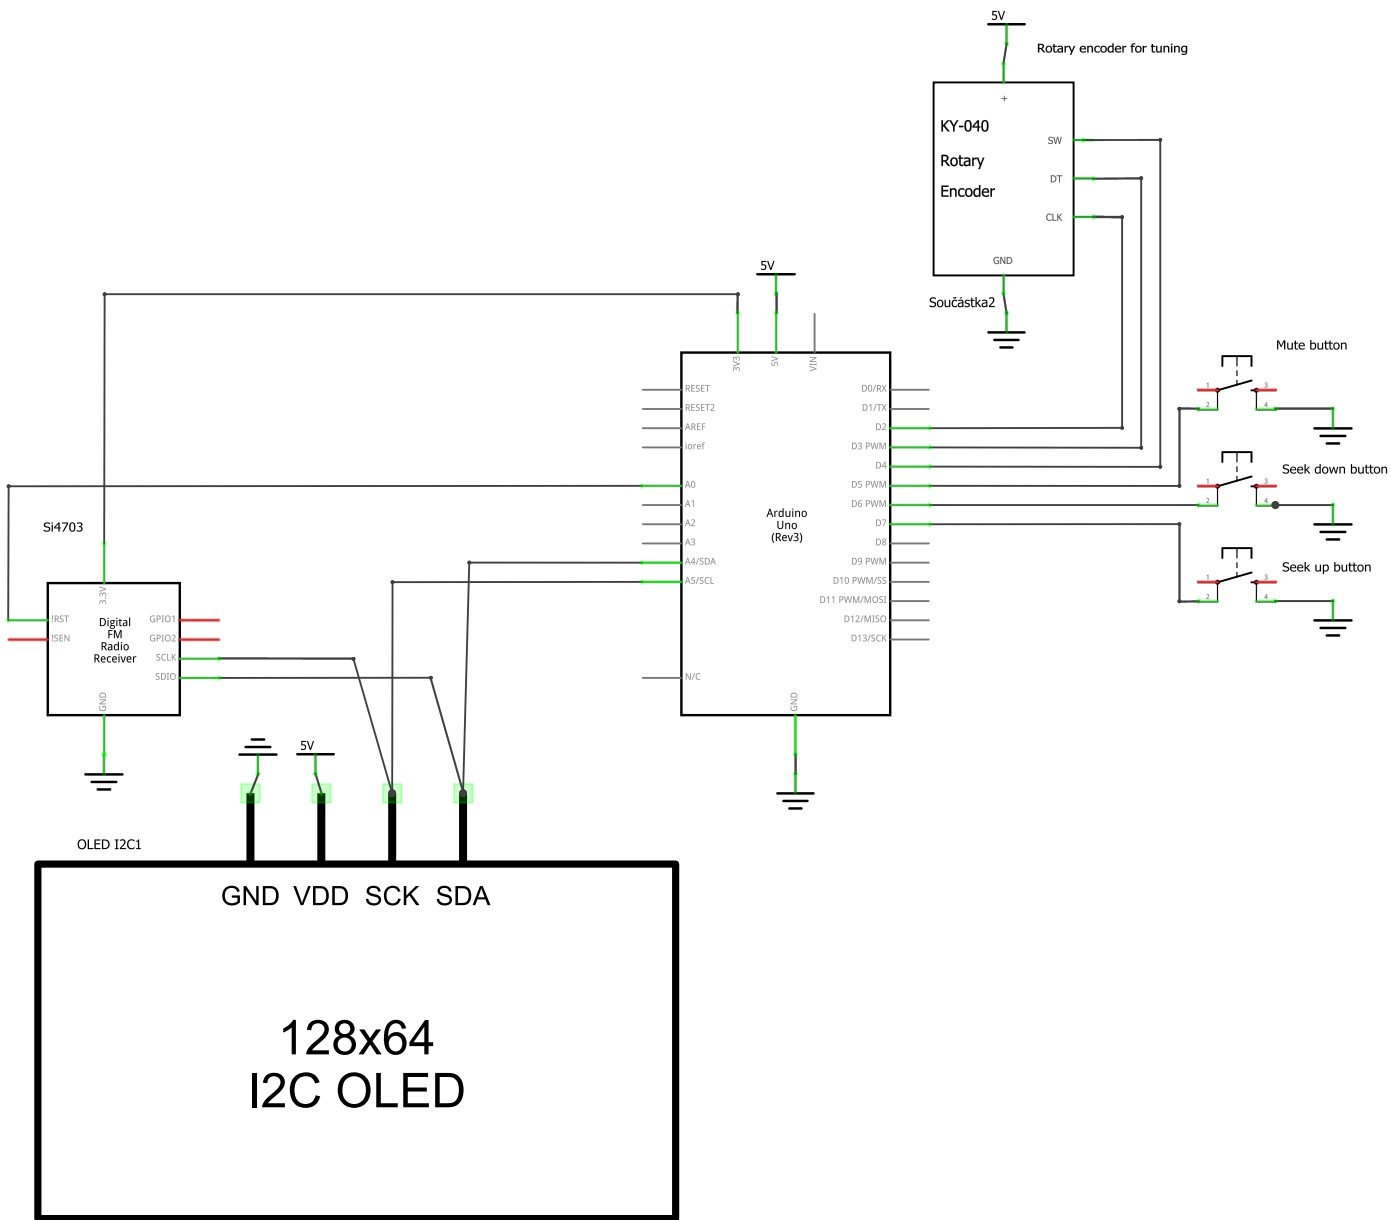 5V
Rotary encoder for tuning
+
KY-040
Rotary
Encoder
SW
DT
CLK
GND
Součástka2
5V
3V3
5V
VIN
RESET
RESET2
AREF
ioref
A0
A1
A2
A3
A4/SDA
A5/SCL
N/C
Arduino
Uno
(Rev3)
D0/RX
D1/TX
D2
D3 PWM
D4
D5 PWM
D6 PWM
D7
D8
D9 PWM
D10 PWM/SS
D11 PWM/MOSI
D12/MISO
D13/SCK
GND
Mute button
1
3
2
4
Seek down button
1
3
2
4
Seek up button
1
3
2
4
Si4703
3.3V
!RST
!SEN
Digital
FM
Radio
Receiver
GPIO1
GPIO2
SCLK
SDIO
GND
5V
OLED I2C1
GND VDD SCK SDA
128x64
I2C OLED